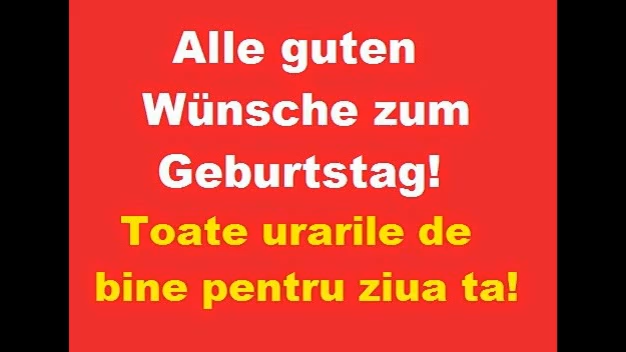 Alle guten
Wünsche zum
Geburtstag!
Toate urarile de
bine pentru ziua ta!